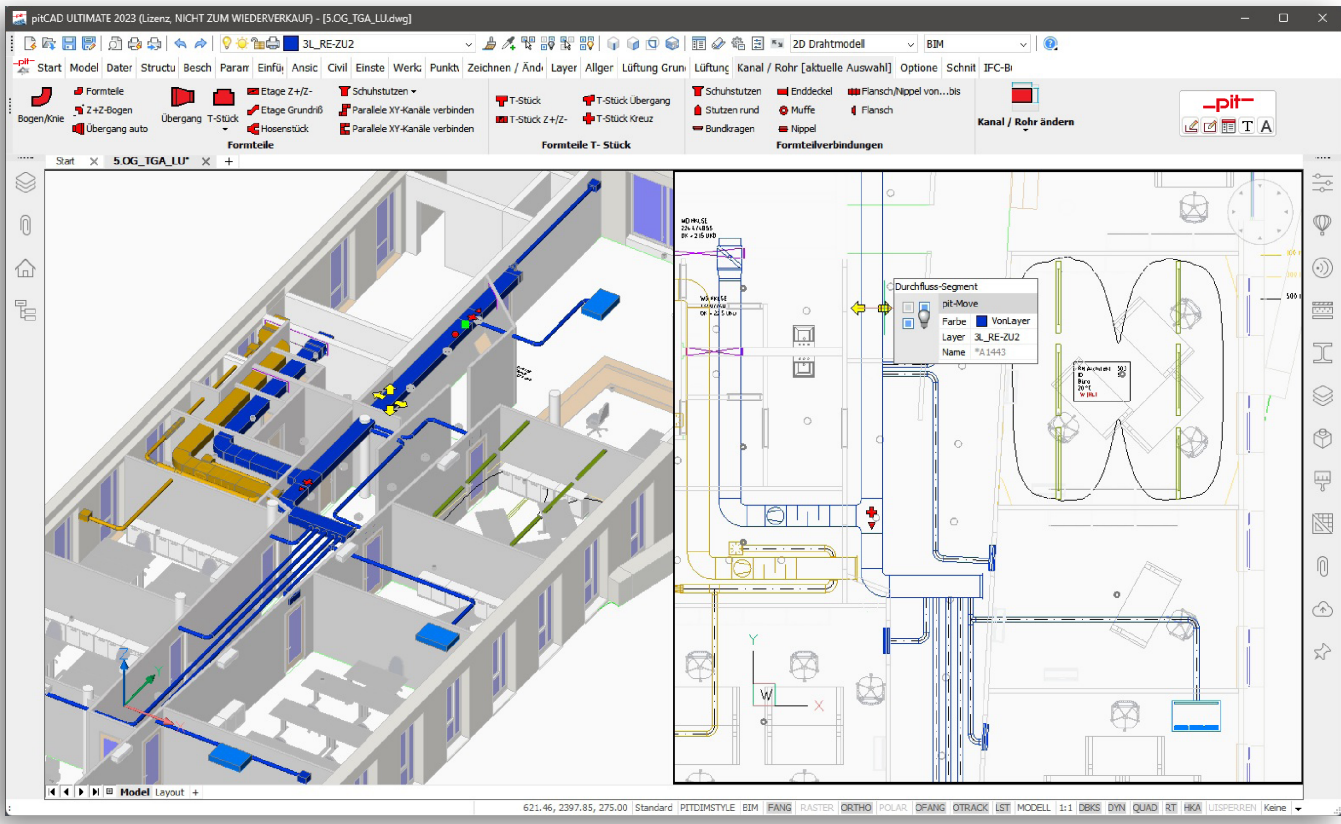 pitCAD ULTIMATE 2023 (Lizenz, NICHT ZUM WIEDERVERKAUF) - [5.OG_TGA_LU.dwg]
3L_RE-ZU2 2D Drahtmodell BIM
-pit- Start Model Dater Structu Besch Param Einfü Ansic Civil Einste Werkz Punkt Zeichnen / Änd Layer Allger Lüftung Grun Lüftung Kanal / Rohr [aktuelle Auswahl] Optione Schnit IFC-B
Bogen/Knie
Formteile
Z+Z-Bogen
Übergang auto
Übergang
T-Stück
Etage Z+/Z-
Etage Grundriß
Hosenstück
Schuhstutzen
Parallele XY-Kanäle verbinden
Parallele XY-Kanäle verbinden
Formteile
T-Stück
T-Stück Z+/Z-
T-Stück Übergang
T-Stück Kreuz
Formteile T- Stück
Schuhstutzen
Stutzen rund
Bundkragen
Enddeckel
Muffe
Nippel
Flansch/Nippel von...bis
Flansch
Formteilverbindungen
Kanal / Rohr ändern
-pit-
T A
Start 5.OG_TGA_LU* +
Durchfluss-Segment
pit-Move
Farbe VonLayer
Layer 3L_RE-ZU2
Name *A1443
Büro
20°C
Z
Y
W
X
Model Layout +
621.46, 2397.85, 275.00 Standard PITDIMSTYLE BIM FANG RASTER ORTHO POLAR OFANG OTRACK LST MODELL 1:1 DBKS DYN QUAD RT HKA UISPERREN Keine